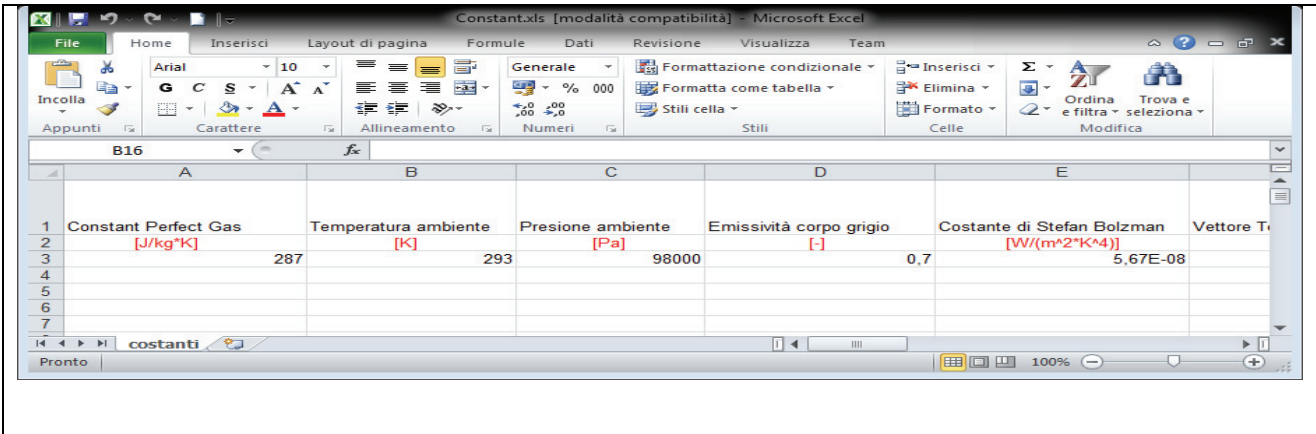 Constant.xls [modalità compatibilità] - Microsoft Excel
File Home Inserisci Layout di pagina Formule Dati Revisione Visualizza Team
Incolla
Arial 10
G C S A A
Generale
% 000
Formattazione condizionale
Formatta come tabella
Stili cella
Inserisci
Elimina
Formato
Σ
Ordina e filtra
Trova e seleziona
Appunti Carattere Allineamento Numeri Stili Celle Modifica
B16 fx
A B C D E
1 Constant Perfect Gas Temperatura ambiente Presione ambiente Emissività corpo grigio Costante di Stefan Bolzman Vettore
2 [J/kg*K] [K] [Pa] [-] [W/(m^2*K^4)]
3 287 293 98000 0,7 5,67E-08
4
5
6
7
costanti
Pronto 100%